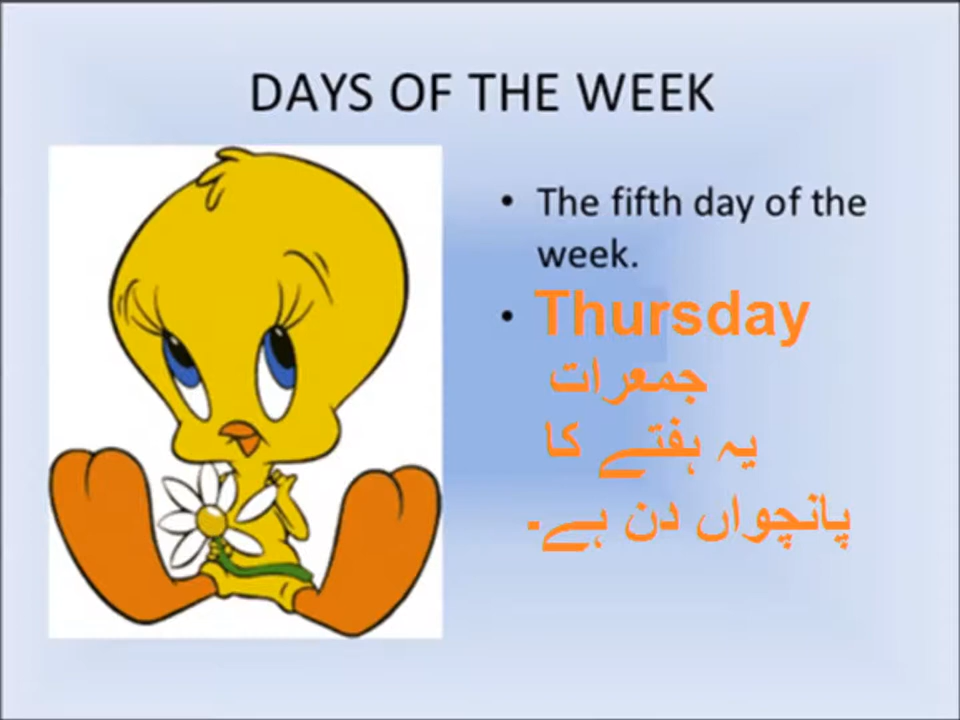 DAYS OF THE WEEK
• The fifth day of the
week.
• Thursday
جمعرات
یہ ہفتے کا
پانچواں دن ہے۔